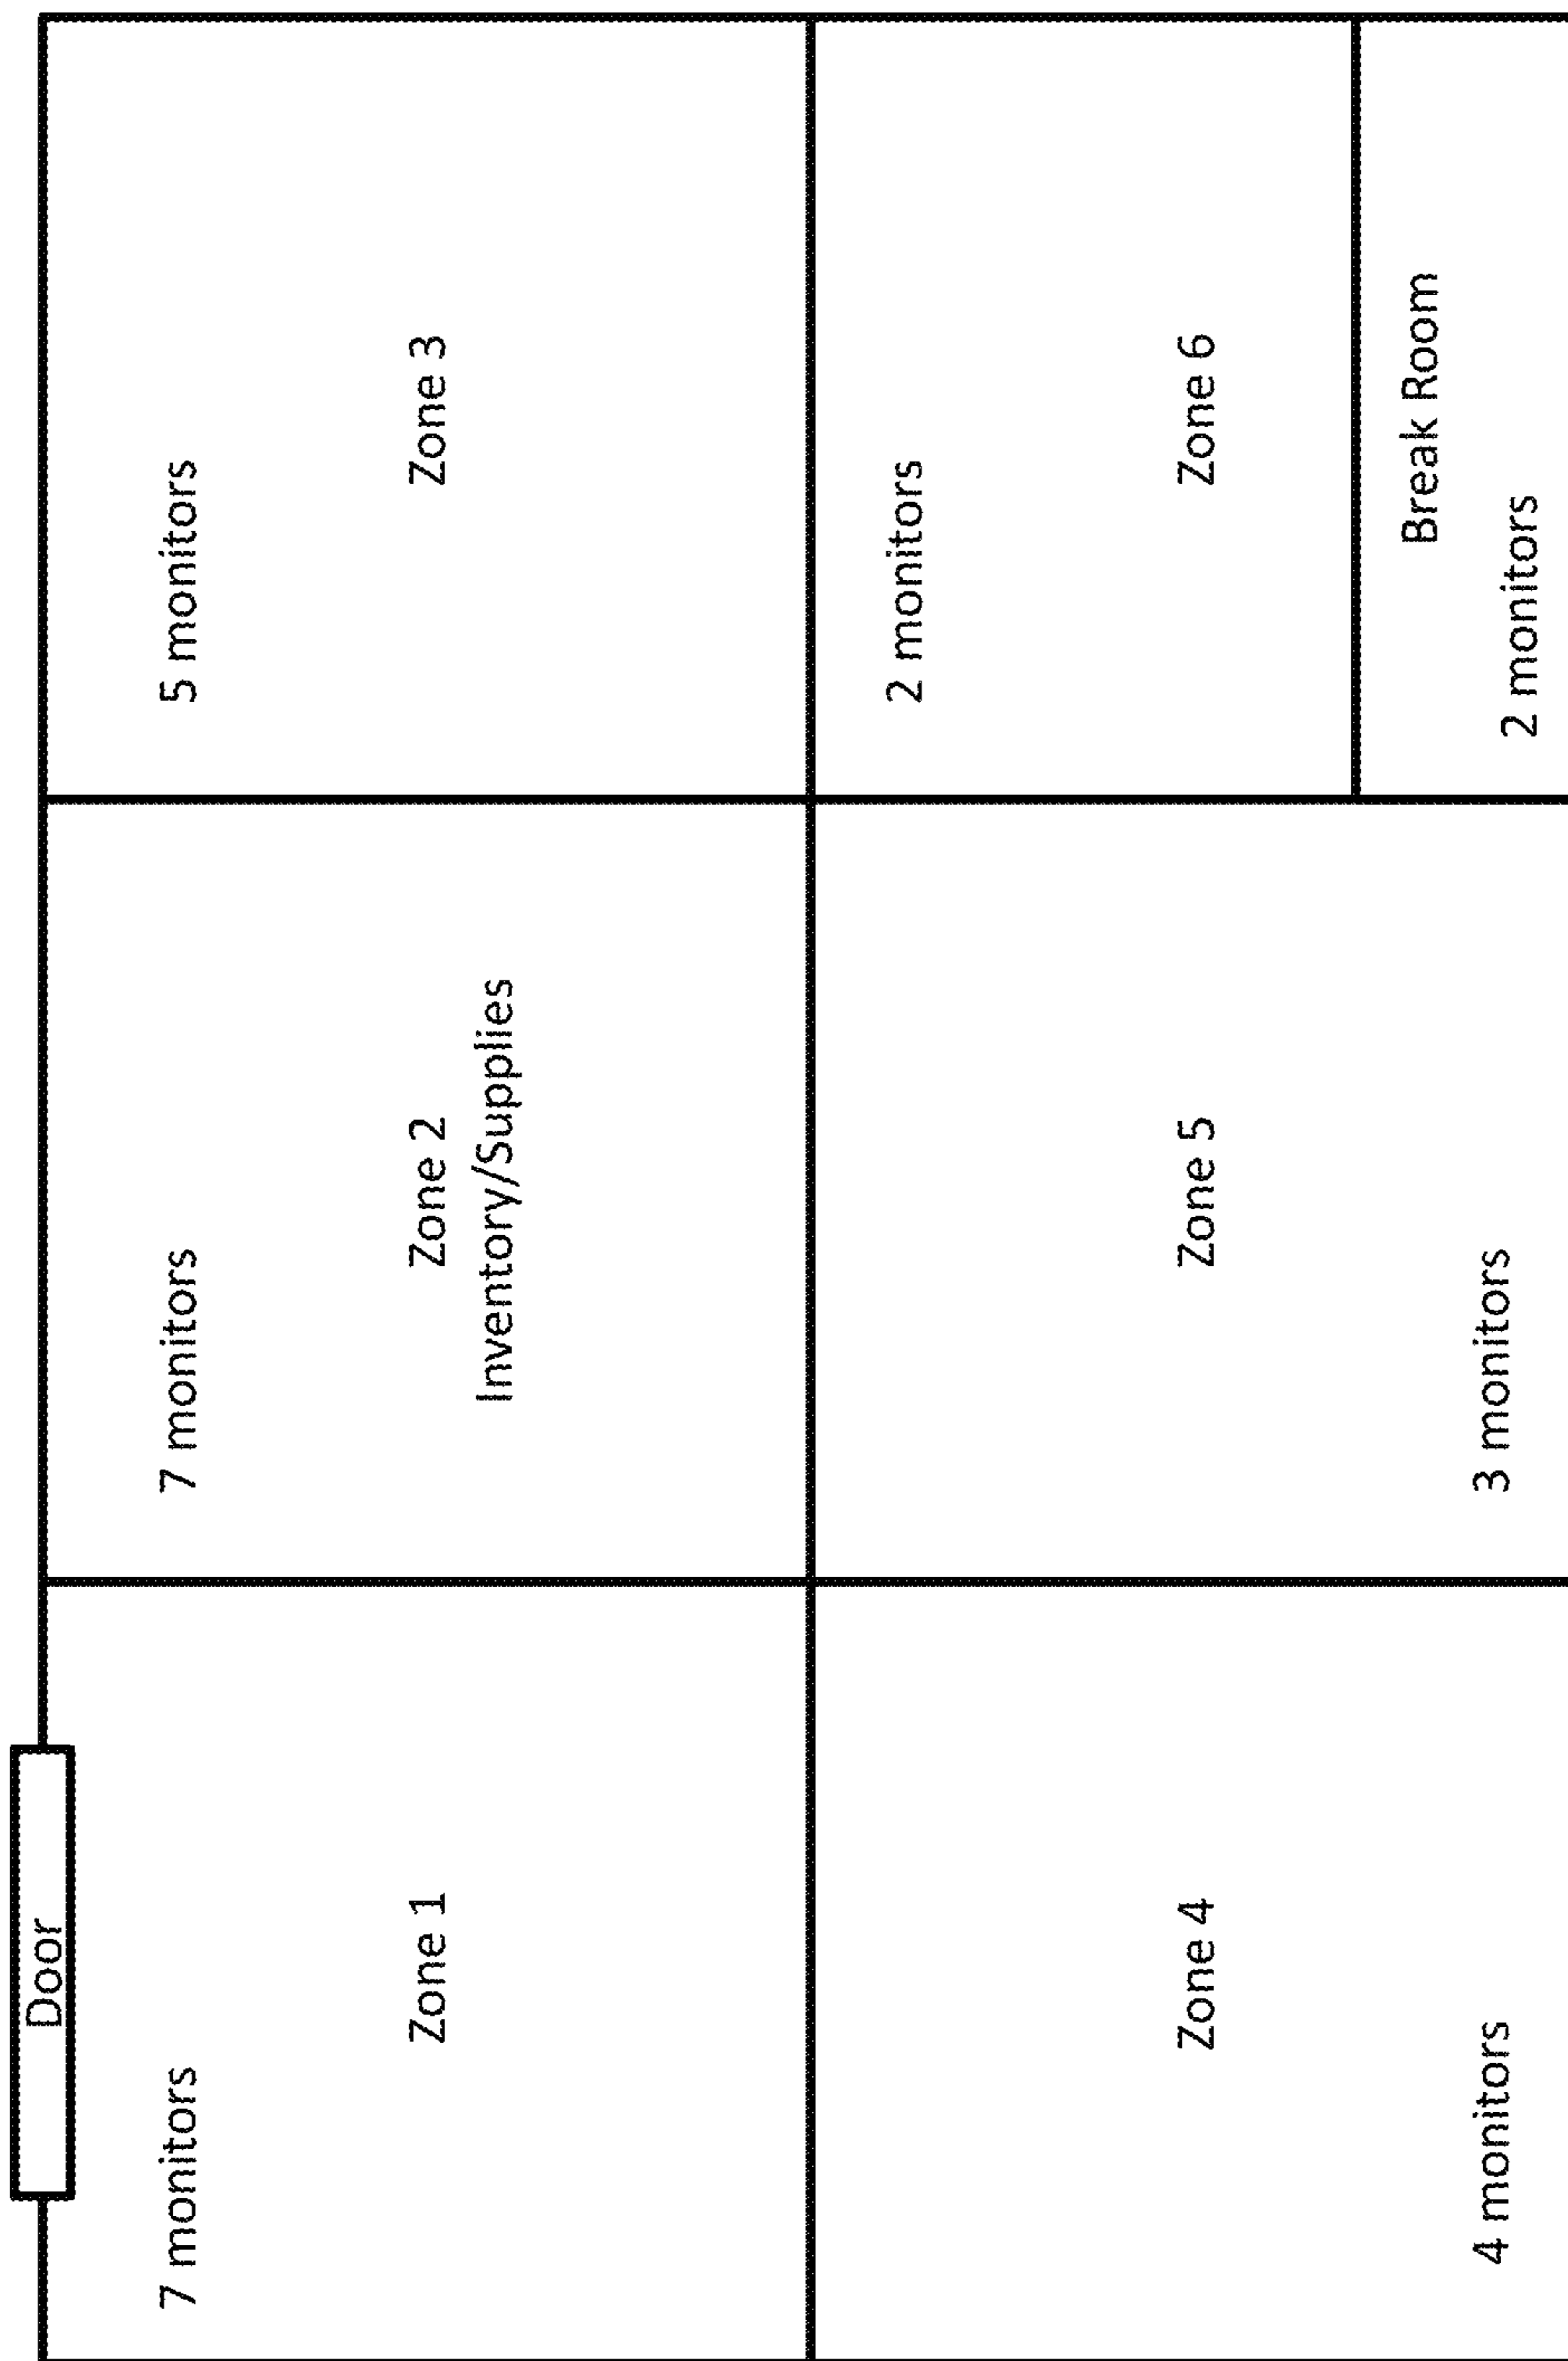 Door
7 monitors
7 monitors
5 monitors
Zone 1
Zone 2
Inventory/Supplies
Zone 3
2 monitors
Zone 4
Zone 5
Zone 6
Break Room
4 monitors
3 monitors
2 monitors